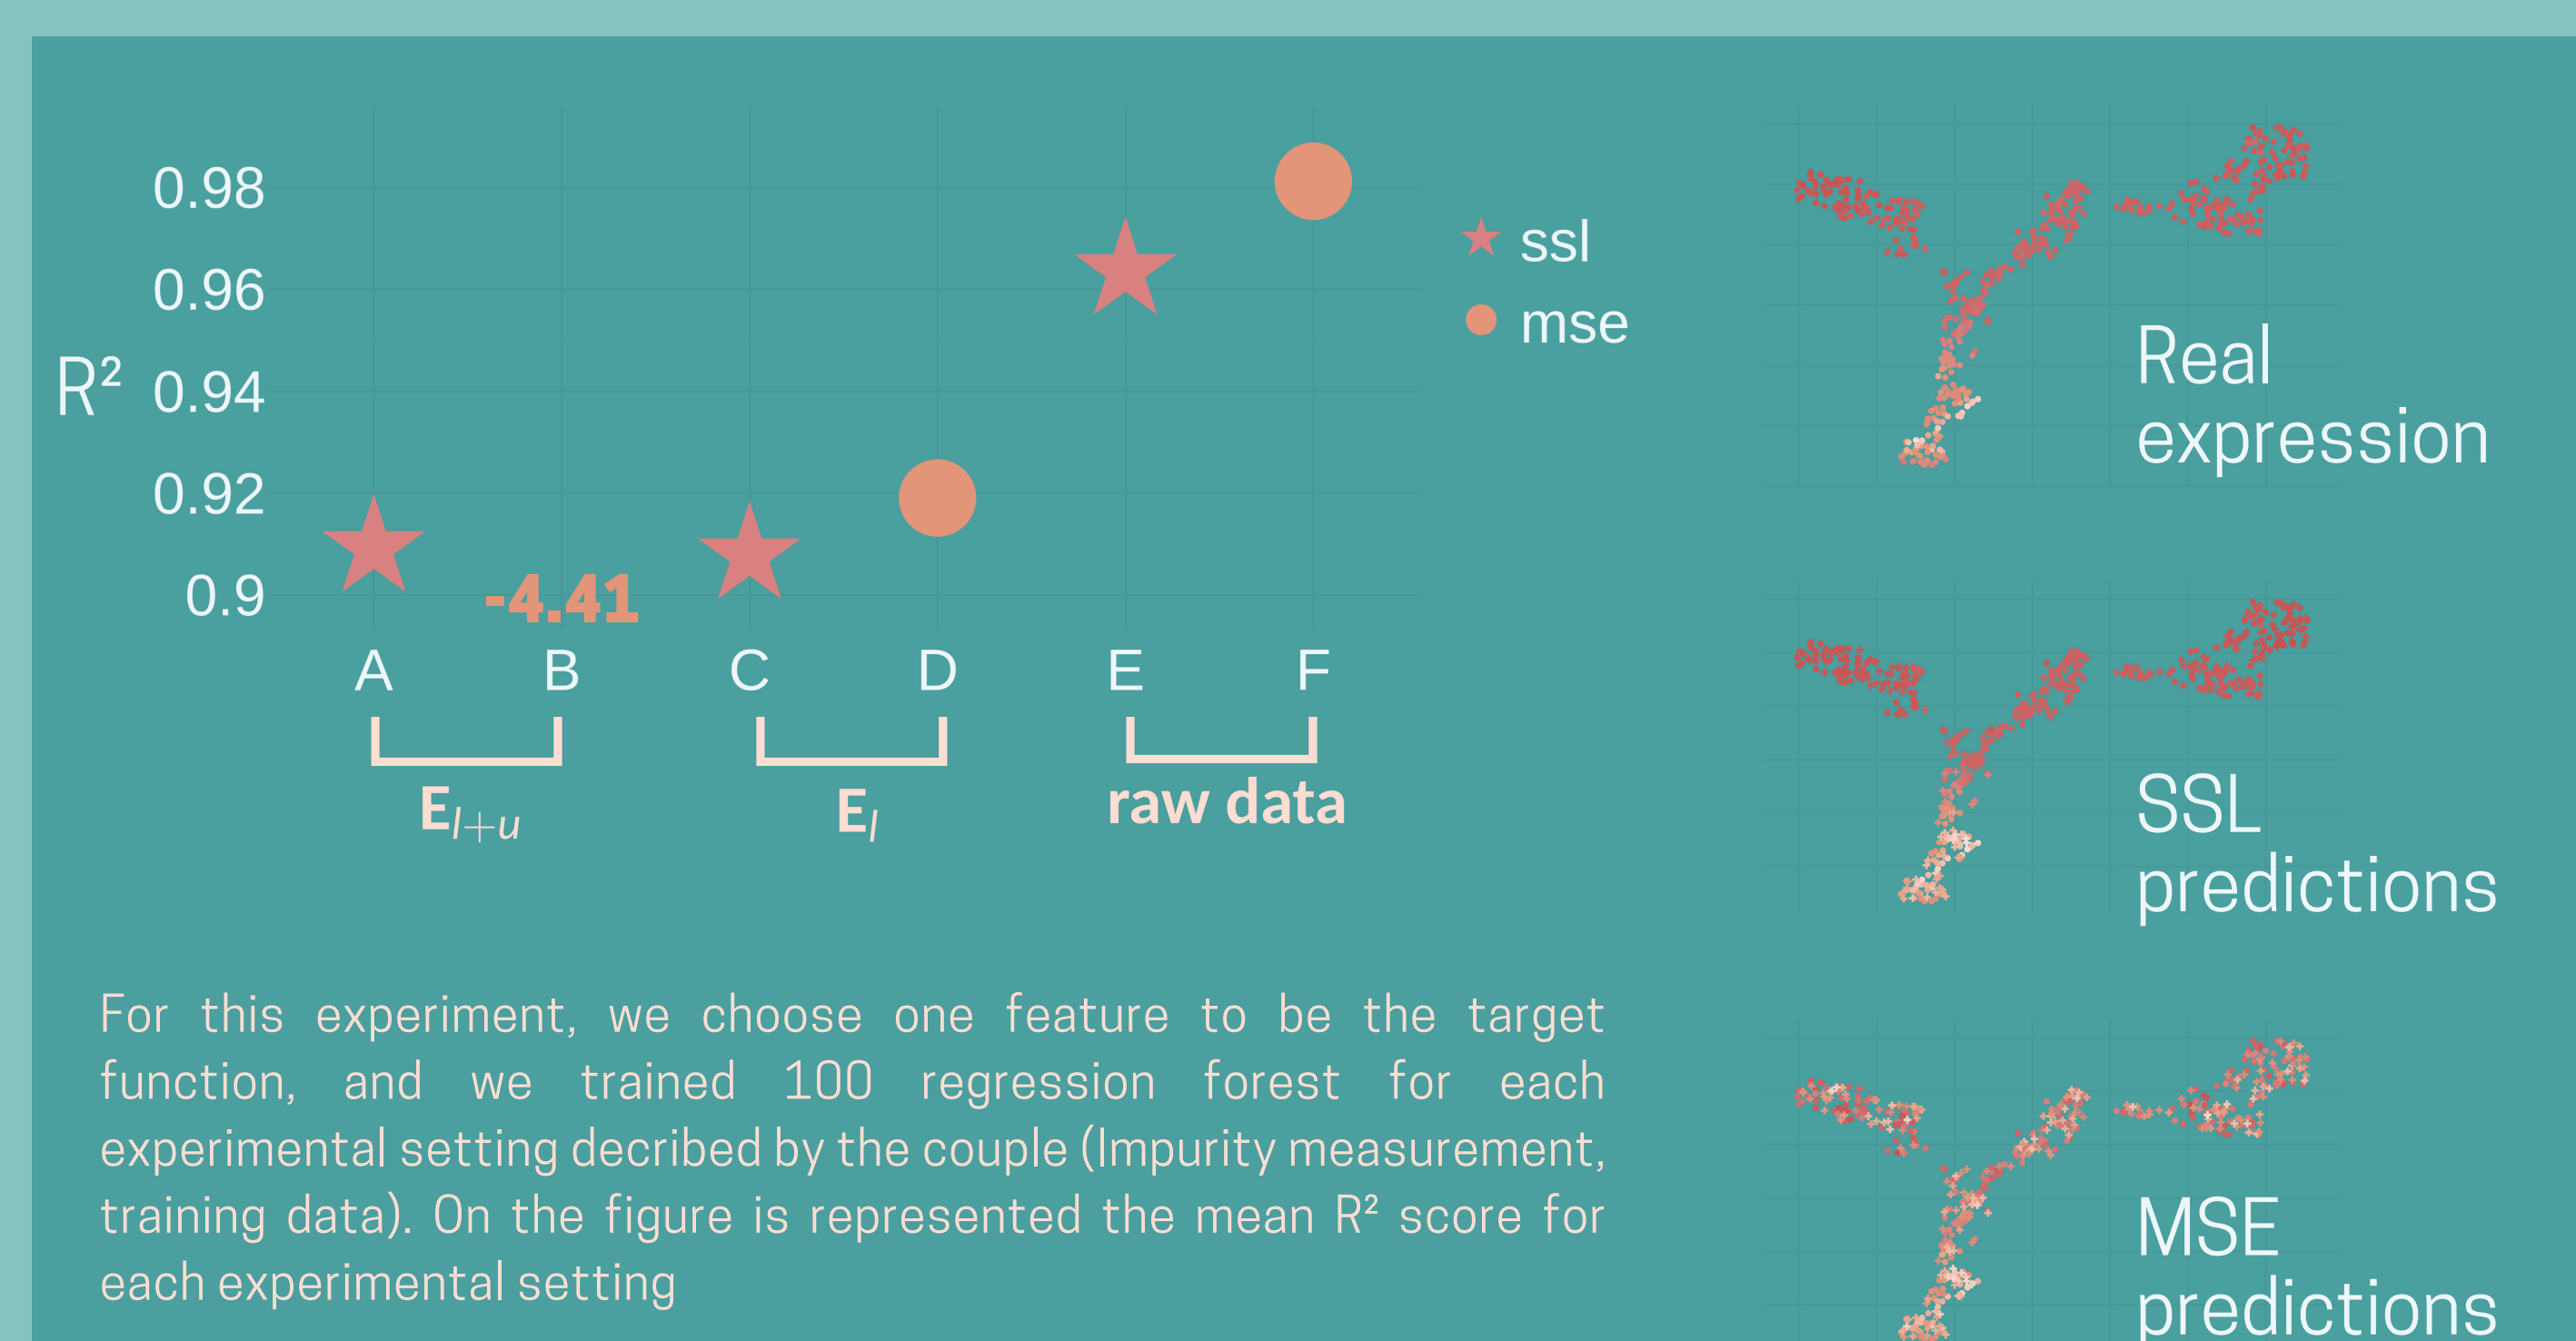 R²
0.98
0.96
0.94
0.92
0.9
-4.41
A B C D E F
E_{l+u} E_l raw data
ssl
mse
For this experiment, we choose one feature to be the target
function, and we trained 100 regression forest for each
experimental setting decribed by the couple (Impurity measurement,
training data). On the figure is represented the mean R² score for
each experimental setting
Real
expression
SSL
predictions
MSE
predictions